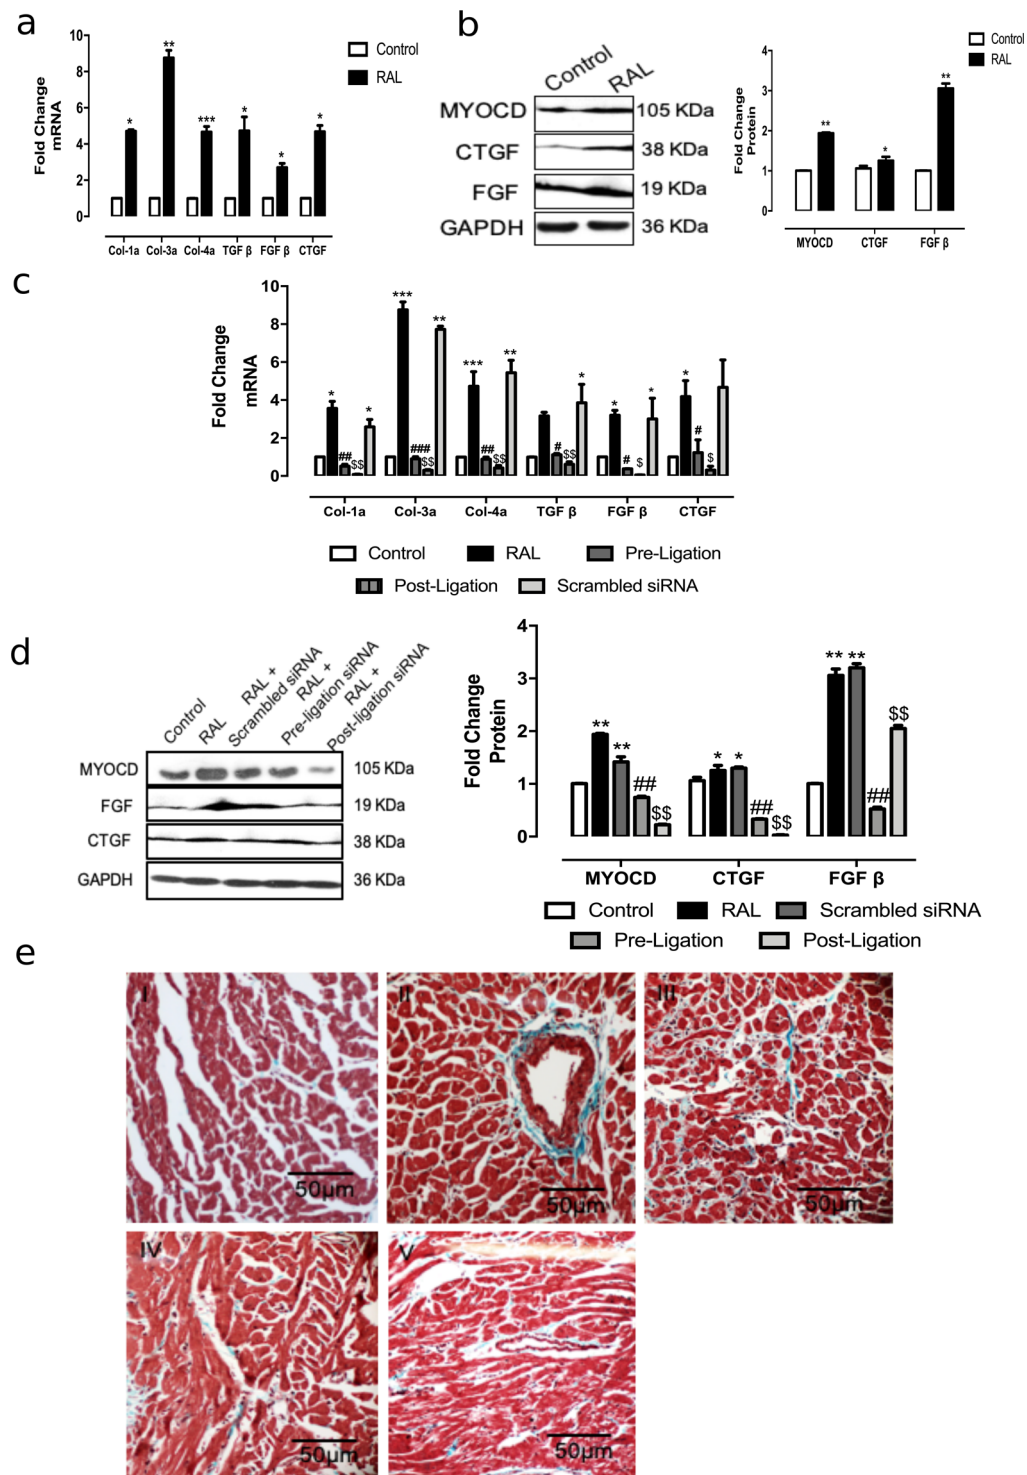 a
Fold Change
mRNA
10
8
6
4
2
0
*
**
***
*
*
*
Col-1a Col-3a Col-4a TGF β FGF β CTGF
Control
RAL
b
Control
RAL
MYOCD
105 KDa
CTGF
38 KDa
FGF
19 KDa
GAPDH
36 KDa
Fold Change
Protein
4
3
2
1
0
**
*
**
MYOCD CTGF FGF β
Control
RAL
c
Fold Change
mRNA
10
8
6
4
2
0
* ## $$ *
*** ### $$ **
*** ## $$ **
# $$ *
* # $ *
* # $
Col-1a Col-3a Col-4a TGF β FGF β CTGF
Control RAL Pre-Ligation
Post-Ligation Scrambled siRNA
d
Control
RAL
RAL +
Scrambled siRNA
RAL +
Pre-ligation siRNA
RAL +
Post-ligation siRNA
MYOCD
105 KDa
FGF
19 KDa
CTGF
38 KDa
GAPDH
36 KDa
Fold Change
Protein
4
3
2
1
0
** ** ## $$
* * ## $$
** ** ## $$
MYOCD CTGF FGF β
Control RAL Scrambled siRNA
Pre-Ligation Post-Ligation
e
I
50μm
II
50μm
III
50μm
IV
50μm
V
50μm